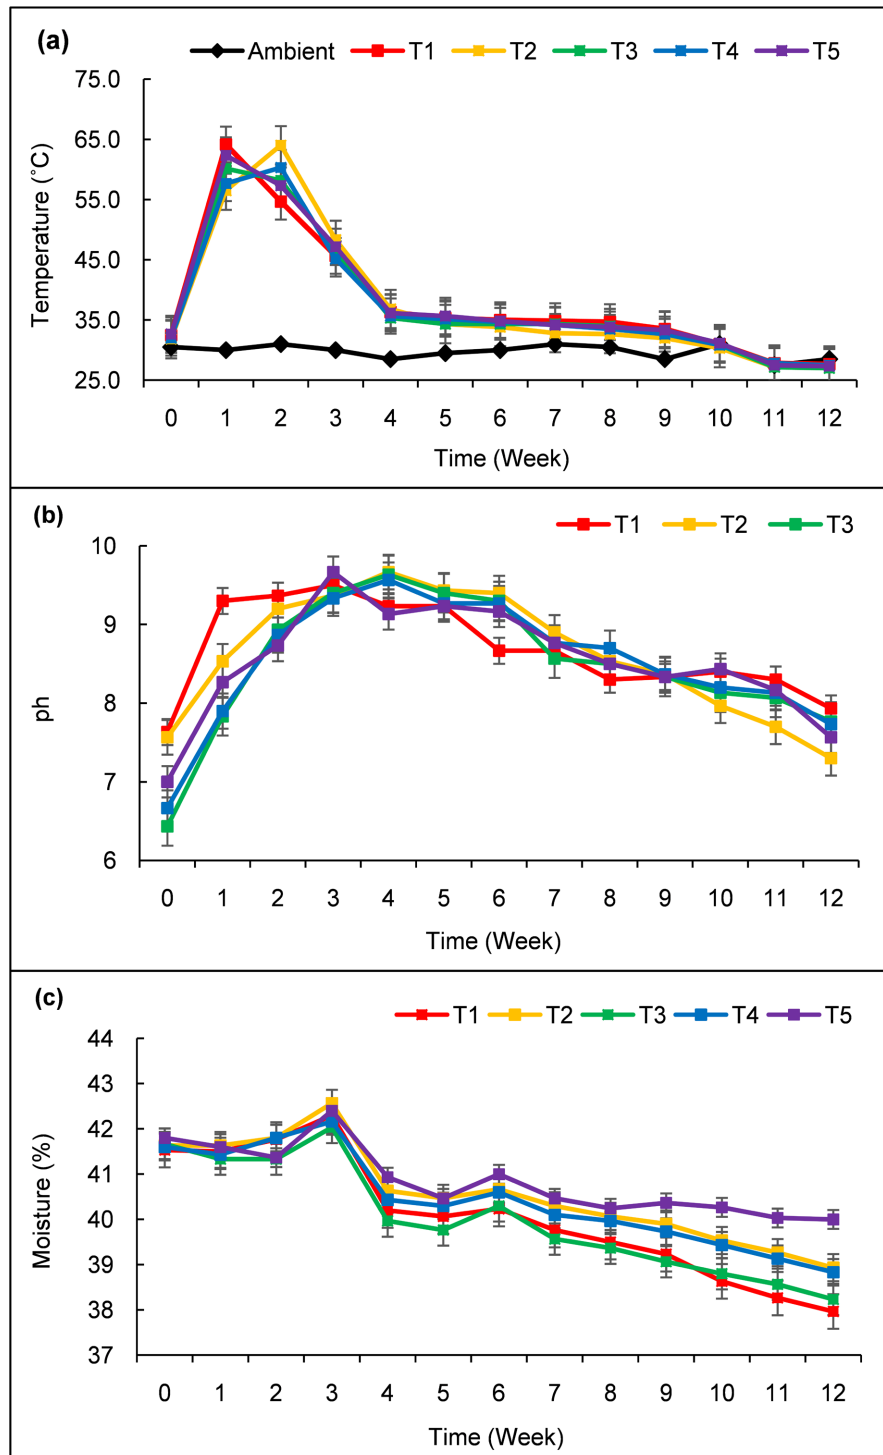 (a)
Ambient T1 T2 T3 T4 T5
75.0
65.0
55.0
45.0
35.0
25.0
Temperature (˚C)
0 1 2 3 4 5 6 7 8 9 10 11 12
Time (Week)
(b)
T1 T2 T3
10
9
8
7
6
ph
0 1 2 3 4 5 6 7 8 9 10 11 12
Time (Week)
(c)
T1 T2 T3 T4 T5
44
43
42
41
40
39
38
37
Moisture (%)
0 1 2 3 4 5 6 7 8 9 10 11 12
Time (Week)